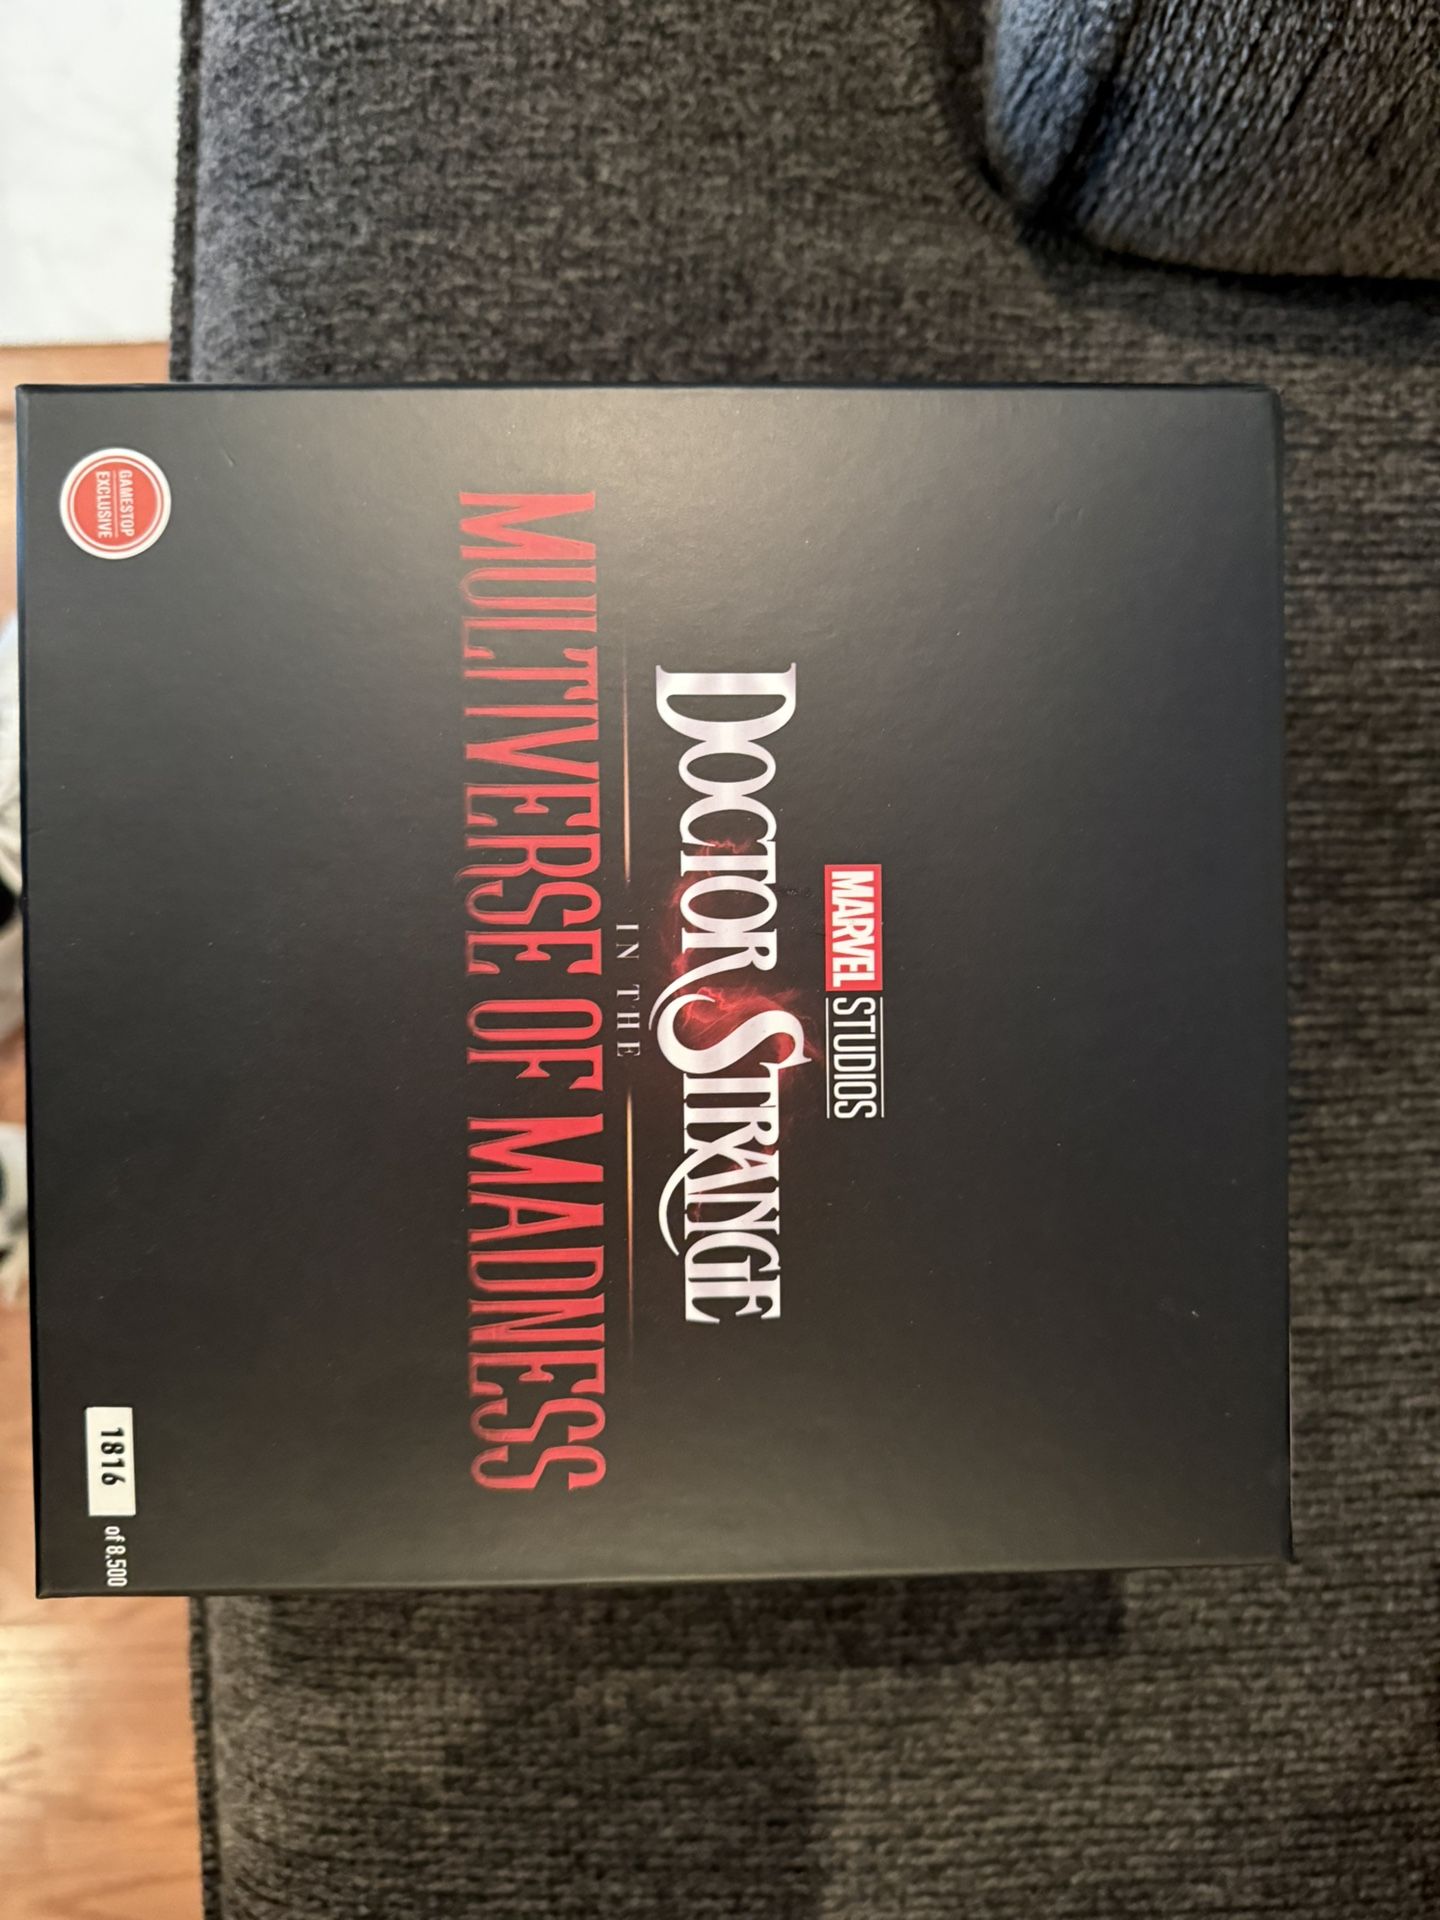 MARVEL STUDIOS
DOCTOR STRANGE
IN THE
MULTIVERSE OF MADNESS
GAMESTOP
EXCLUSIVE
1816 of 8,500